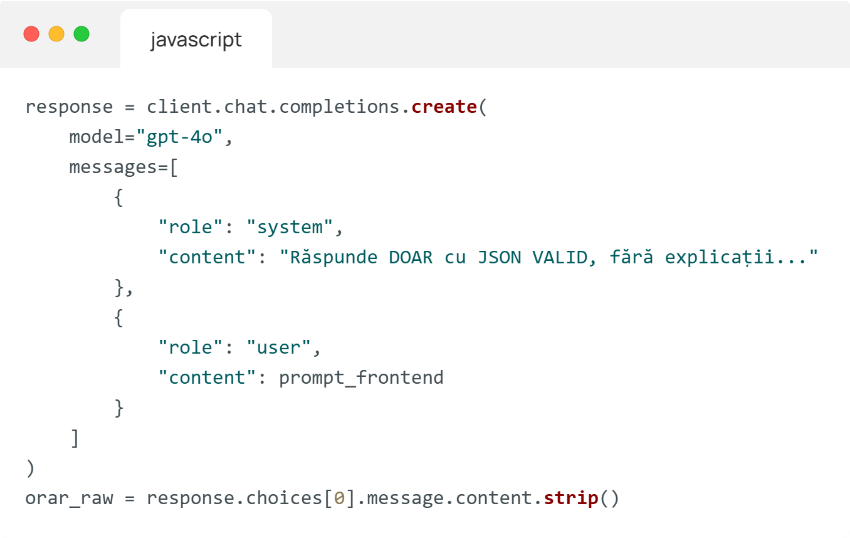 javascript
response = client.chat.completions.create(
    model="gpt-4o",
    messages=[
        {
            "role": "system",
            "content": "Răspunde DOAR cu JSON VALID, fără explicații..."
        },
        {
            "role": "user",
            "content": prompt_frontend
        }
    ]
)
orar_raw = response.choices[0].message.content.strip()